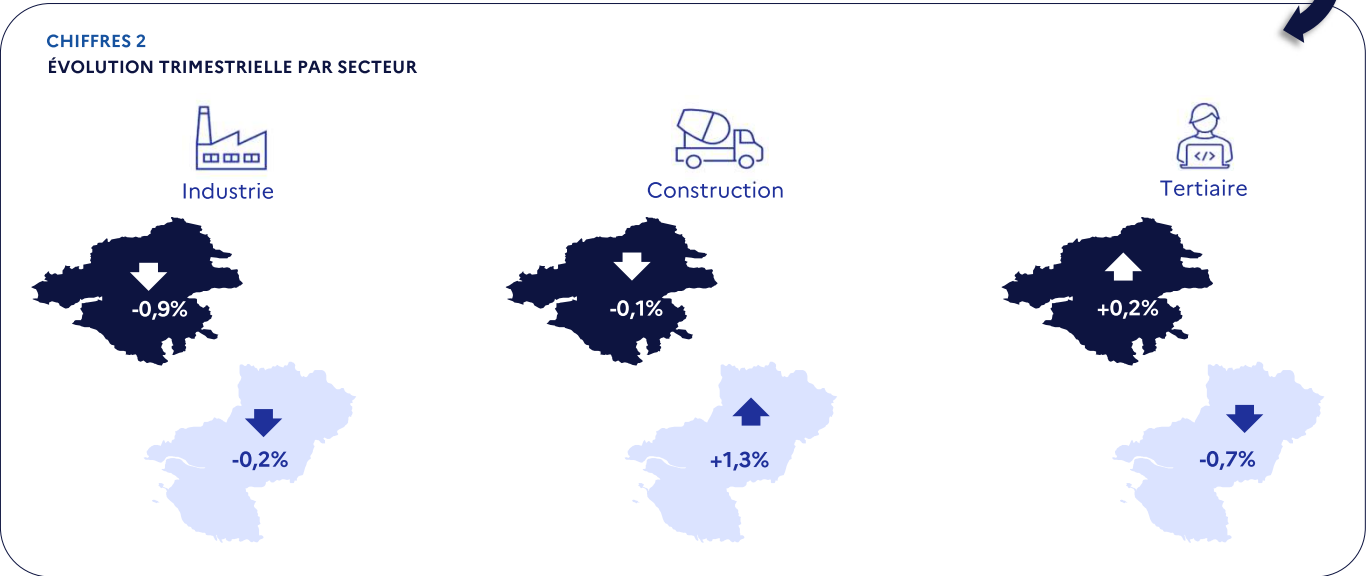 CHIFFRES 2
ÉVOLUTION TRIMESTRIELLE PAR SECTEUR
Industrie
Construction
</>
Tertiaire
-0,9%
-0,1%
+0,2%
-0,2%
+1,3%
-0,7%